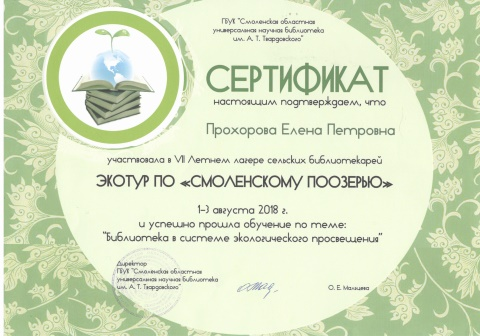 ГБУК "Смоленская областная
универсальная научная библиотека
им. А. Т. Твардовского"
СЕРТИФИКАТ
настоящим подтверждаем, что
Прохорова Елена Петровна
участвовала в VII Летнем лагере сельских библиотекарей
ЭКОТУР ПО «СМОЛЕНСКОМУ ПООЗЕРЬЮ»
1-3 августа 2018 г.
и успешно прошла обучение по теме:
"Библиотека в системе экологического просвещения"
Директор
ГБУК "Смоленская областная
универсальная научная библиотека
им. А. Т. Твардовского"
О. Е. Мальцева